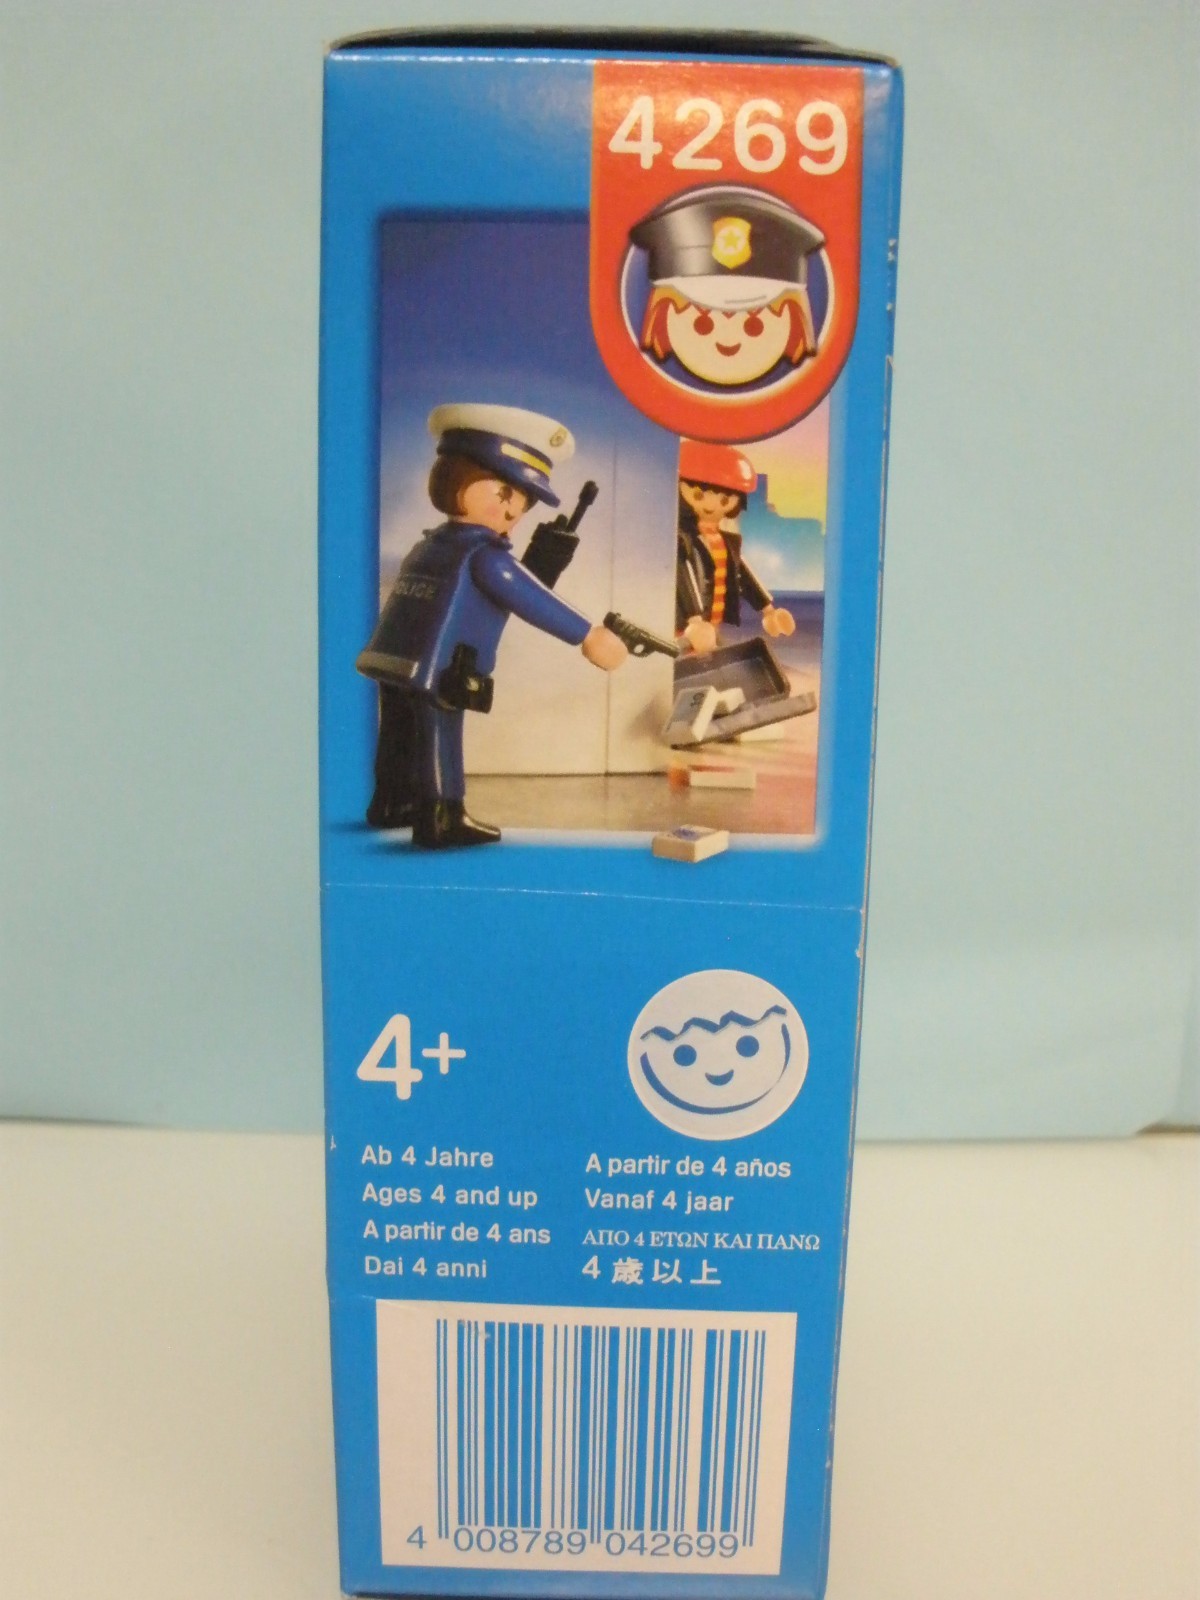 4269
POLICE
4+
Ab 4 Jahre
Ages 4 and up
A partir de 4 ans
Dai 4 anni
A partir de 4 años
Vanaf 4 jaar
ΑΠΟ 4 ΕΤΩΝ ΚΑΙ ΠΑΝΩ
4 歳以上
4 008789 042699